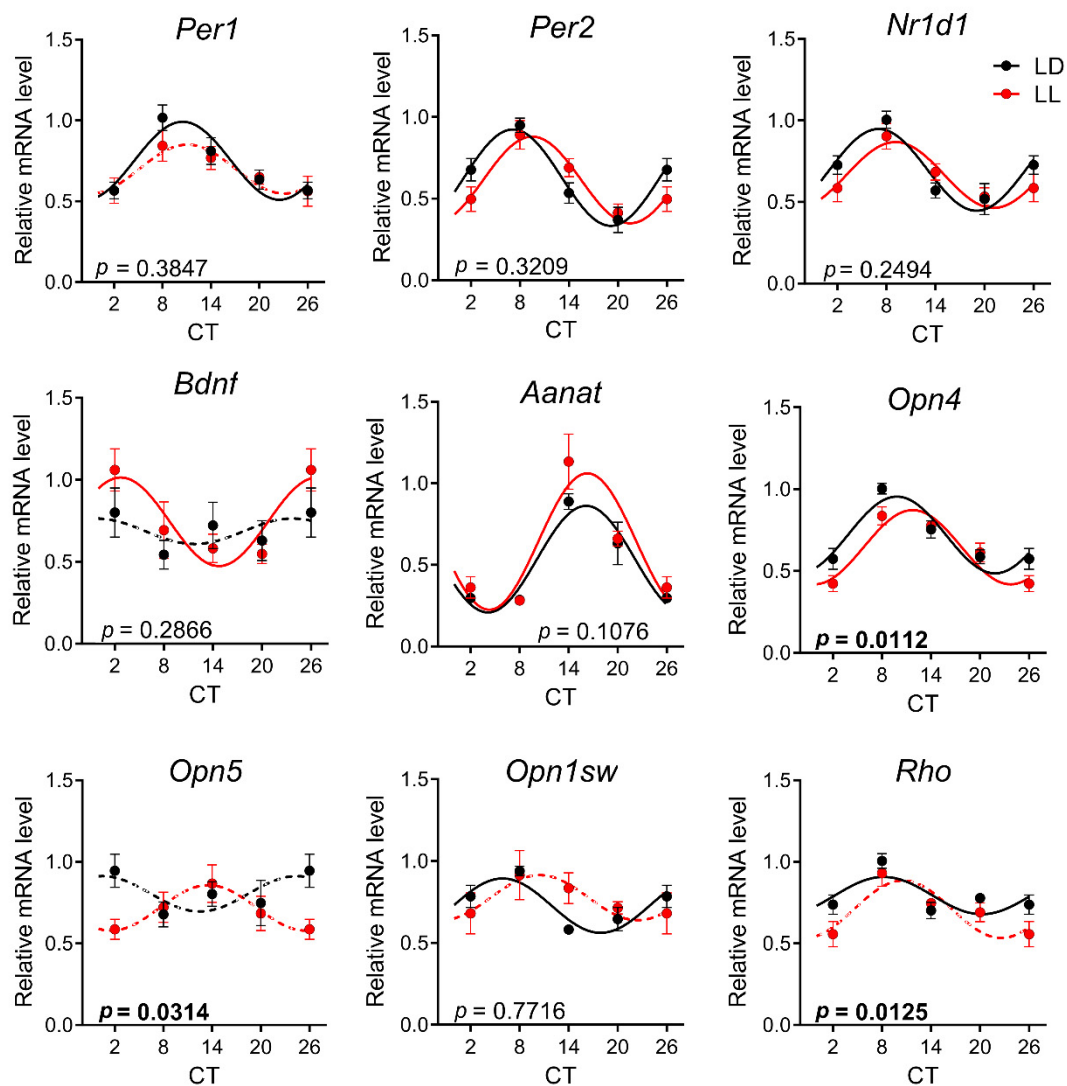 Per1
Relative mRNA level
1.5
1.0
0.5
0.0
p = 0.3847
2 8 14 20 26
CT
Per2
Relative mRNA level
1.5
1.0
0.5
0.0
p = 0.3209
2 8 14 20 26
CT
Nr1d1
LD
LL
Relative mRNA level
1.5
1.0
0.5
0.0
p = 0.2494
2 8 14 20 26
CT
Bdnf
Relative mRNA level
1.5
1.0
0.5
0.0
p = 0.2866
2 8 14 20 26
CT
Aanat
Relative mRNA level
1.5
1.0
0.5
0.0
p = 0.1076
2 8 14 20 26
CT
Opn4
Relative mRNA level
1.5
1.0
0.5
0.0
p = 0.0112
2 8 14 20 26
CT
Opn5
Relative mRNA level
1.5
1.0
0.5
0.0
p = 0.0314
2 8 14 20 26
CT
Opn1sw
Relative mRNA level
1.5
1.0
0.5
0.0
p = 0.7716
2 8 14 20 26
CT
Rho
Relative mRNA level
1.5
1.0
0.5
0.0
p = 0.0125
2 8 14 20 26
CT